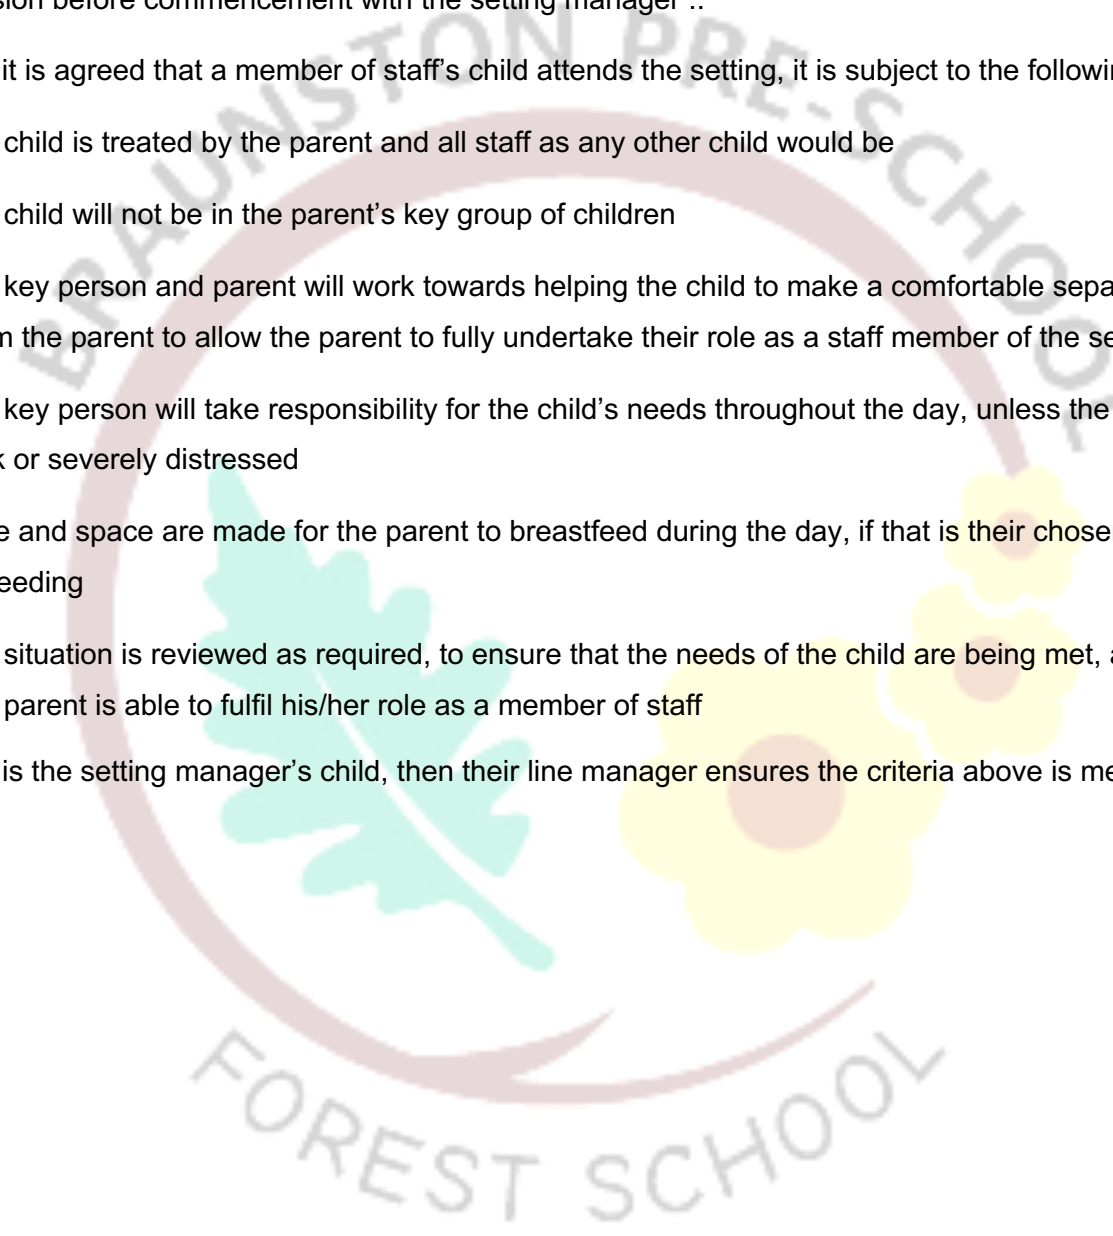 BRAUNSTON PRE-SCHOOL
sion before commencement with the setting manager ..
it is agreed that a member of staff's child attends the setting, it is subject to the followin
child is treated by the parent and all staff as any other child would be
child will not be in the parent's key group of children
key person and parent will work towards helping the child to make a comfortable sepa
m the parent to allow the parent to fully undertake their role as a staff member of the se
key person will take responsibility for the child's needs throughout the day, unless the
k or severely distressed
e and space are made for the parent to breastfeed during the day, if that is their chose
eeding
situation is reviewed as required, to ensure that the needs of the child are being met, a
parent is able to fulfil his/her role as a member of staff
is the setting manager's child, then their line manager ensures the criteria above is me
FOREST SCHOOL